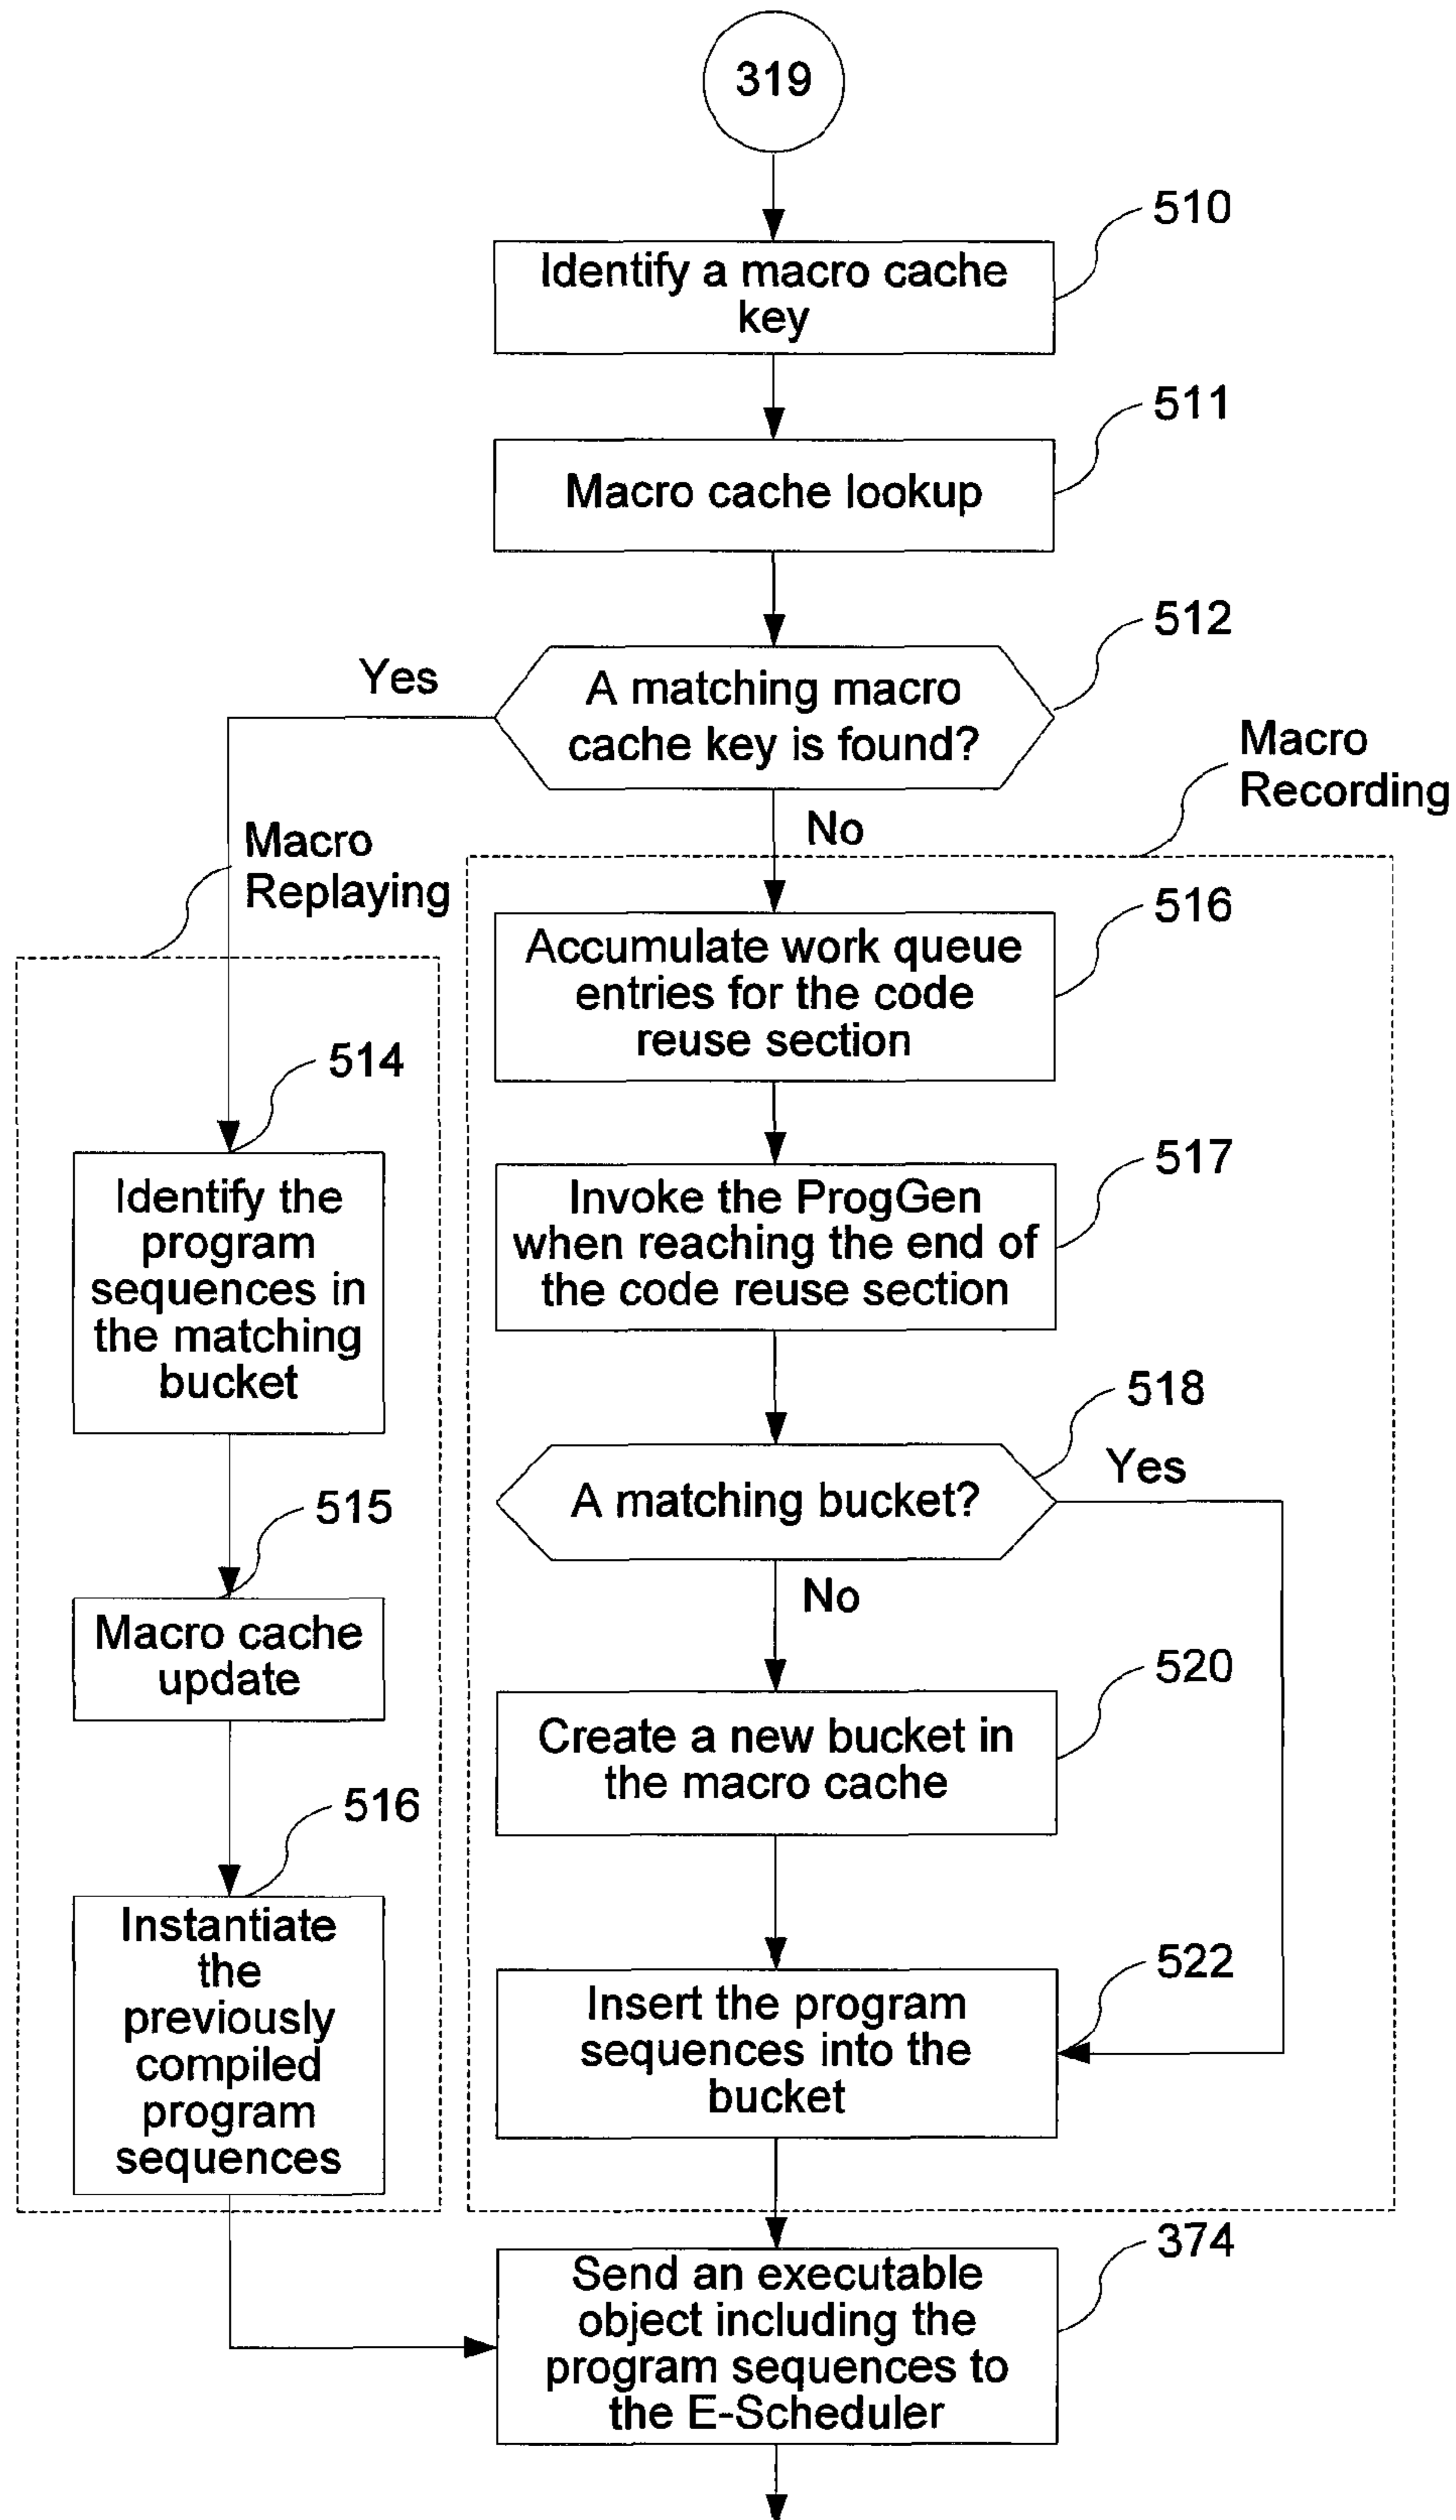 319
510
Identify a macro cache
key
511
Macro cache lookup
512
Yes
A matching macro
cache key is found?
Macro
Recording
No
Macro
Replaying
516
Accumulate work queue
entries for the code
reuse section
514
517
Identify the
program
sequences in
the matching
bucket
Invoke the ProgGen
when reaching the end of
the code reuse section
518
Yes
A matching bucket?
515
No
Macro cache
update
520
Create a new bucket in
the macro cache
516
Instantiate
the
previously
compiled
program
sequences
522
Insert the program
sequences into the
bucket
374
Send an executable
object including the
program sequences to
the E-Scheduler